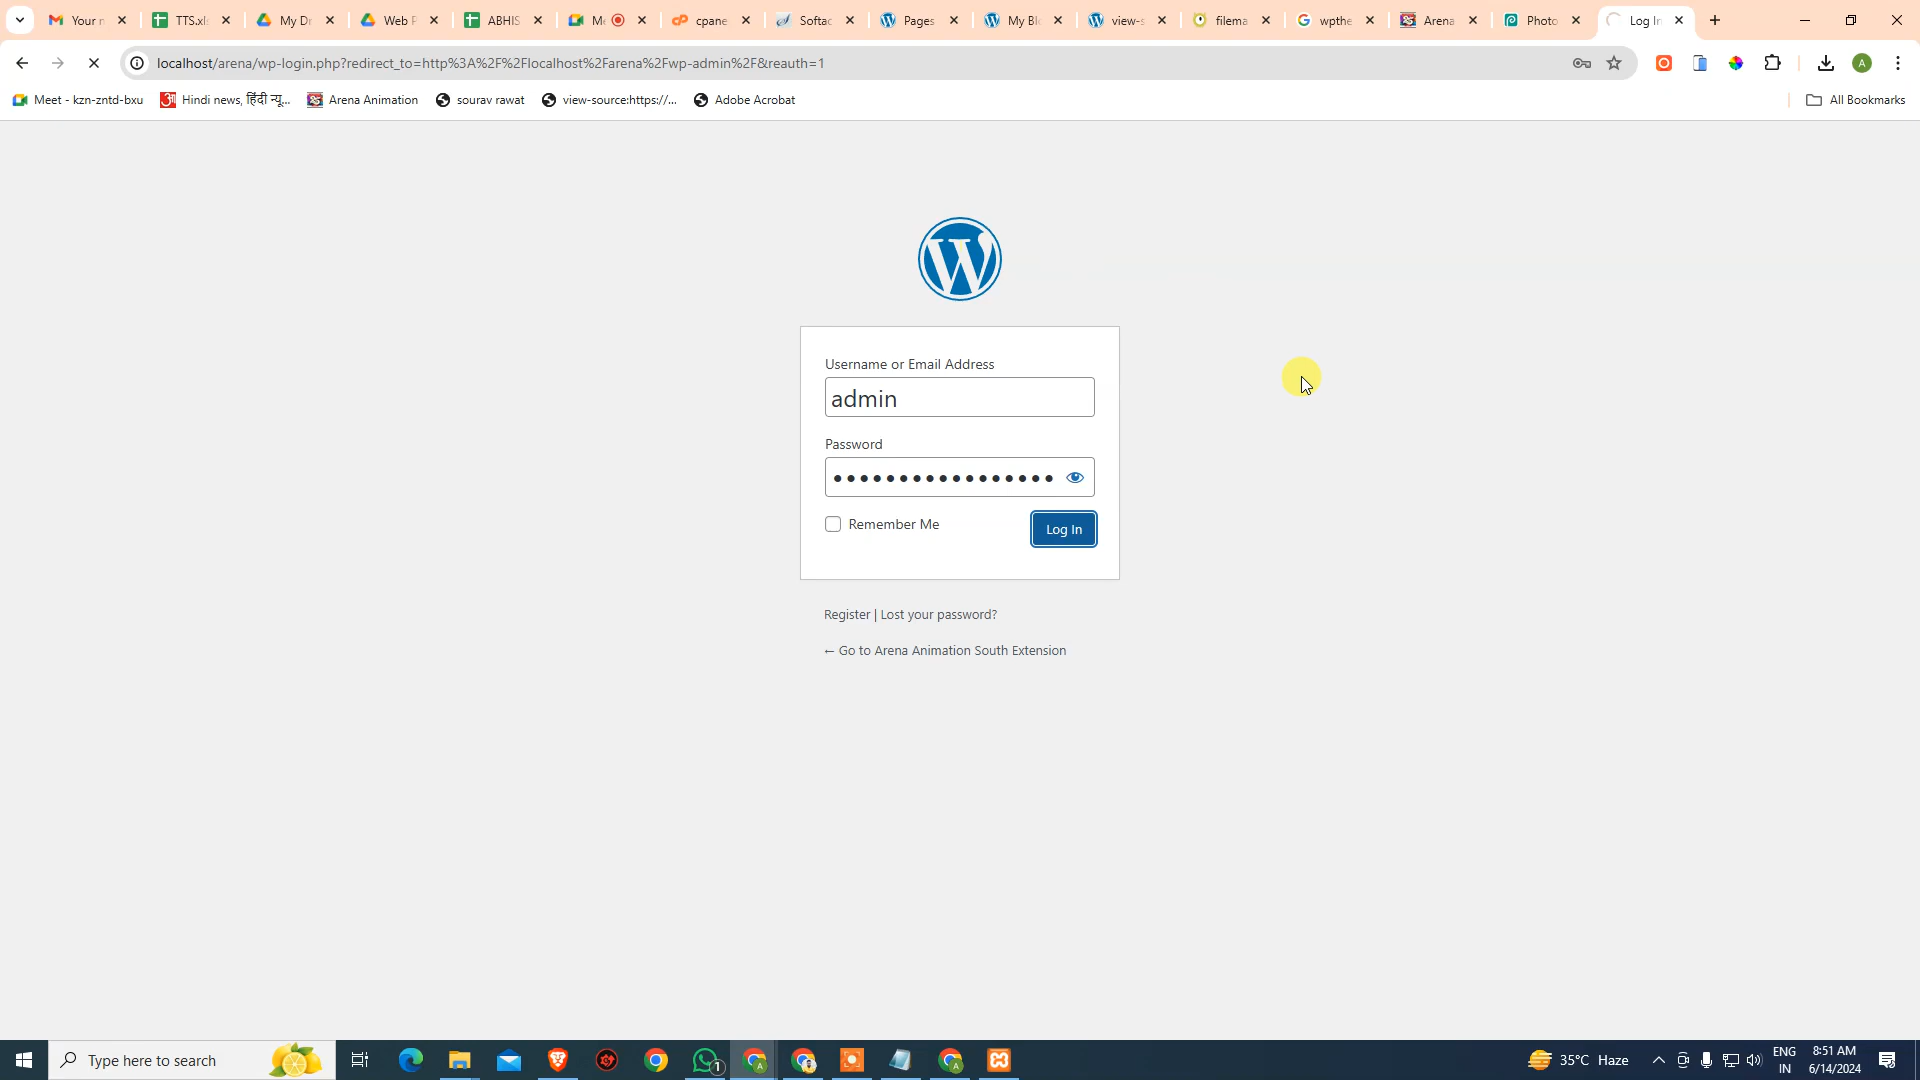 Your n
TTS.xls
My Dr
Web P
ABHIS
Me
cpane
Softac
Pages
My Bl
view-s
filema
wpthe
Arena
Photo
Log In
localhost/arena/wp-login.php?redirect_to=http%3A%2F%2Flocalhost%2Farena%2Fwp-admin%2F&reauth=1
A
Meet - kzn-zntd-bxu
Hindi news, हिंदी न्यू...
Arena Animation
sourav rawat
view-source:https://...
Adobe Acrobat
All Bookmarks
Username or Email Address
admin
Password
Remember Me
Log In
Register | Lost your password?
← Go to Arena Animation South Extension
Type here to search
1
35°C Haze
ENG
IN
8:51 AM
6/14/2024